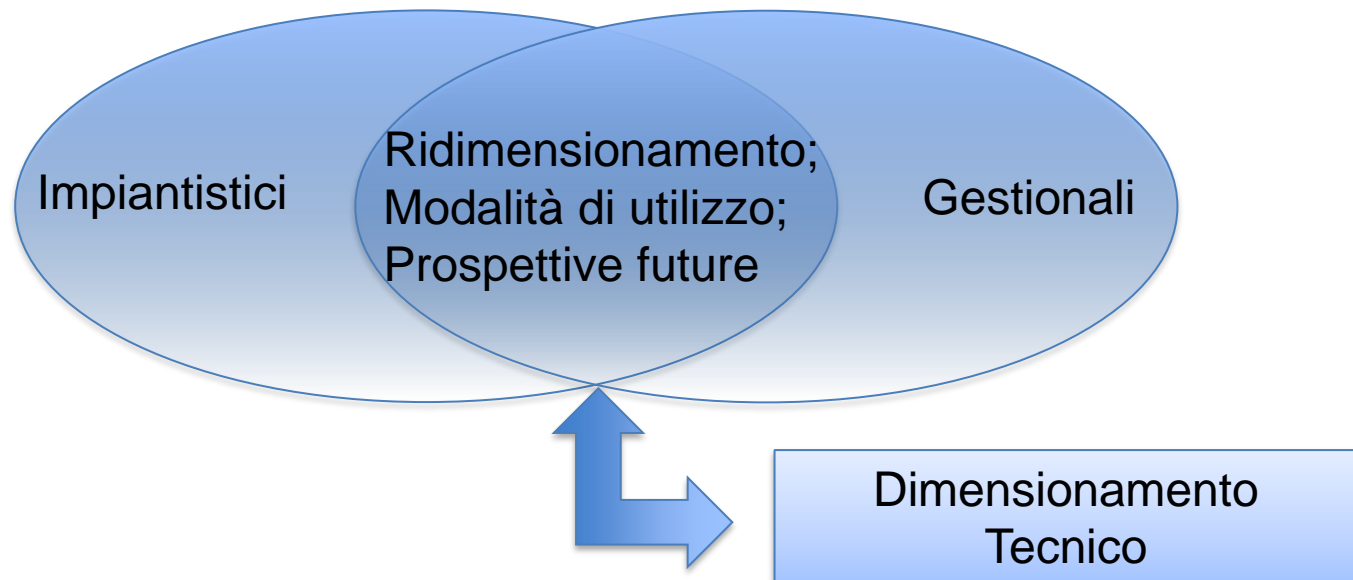 Impiantistici
Ridimensionamento;
Modalità di utilizzo;
Prospettive future
Gestionali
Dimensionamento
Tecnico